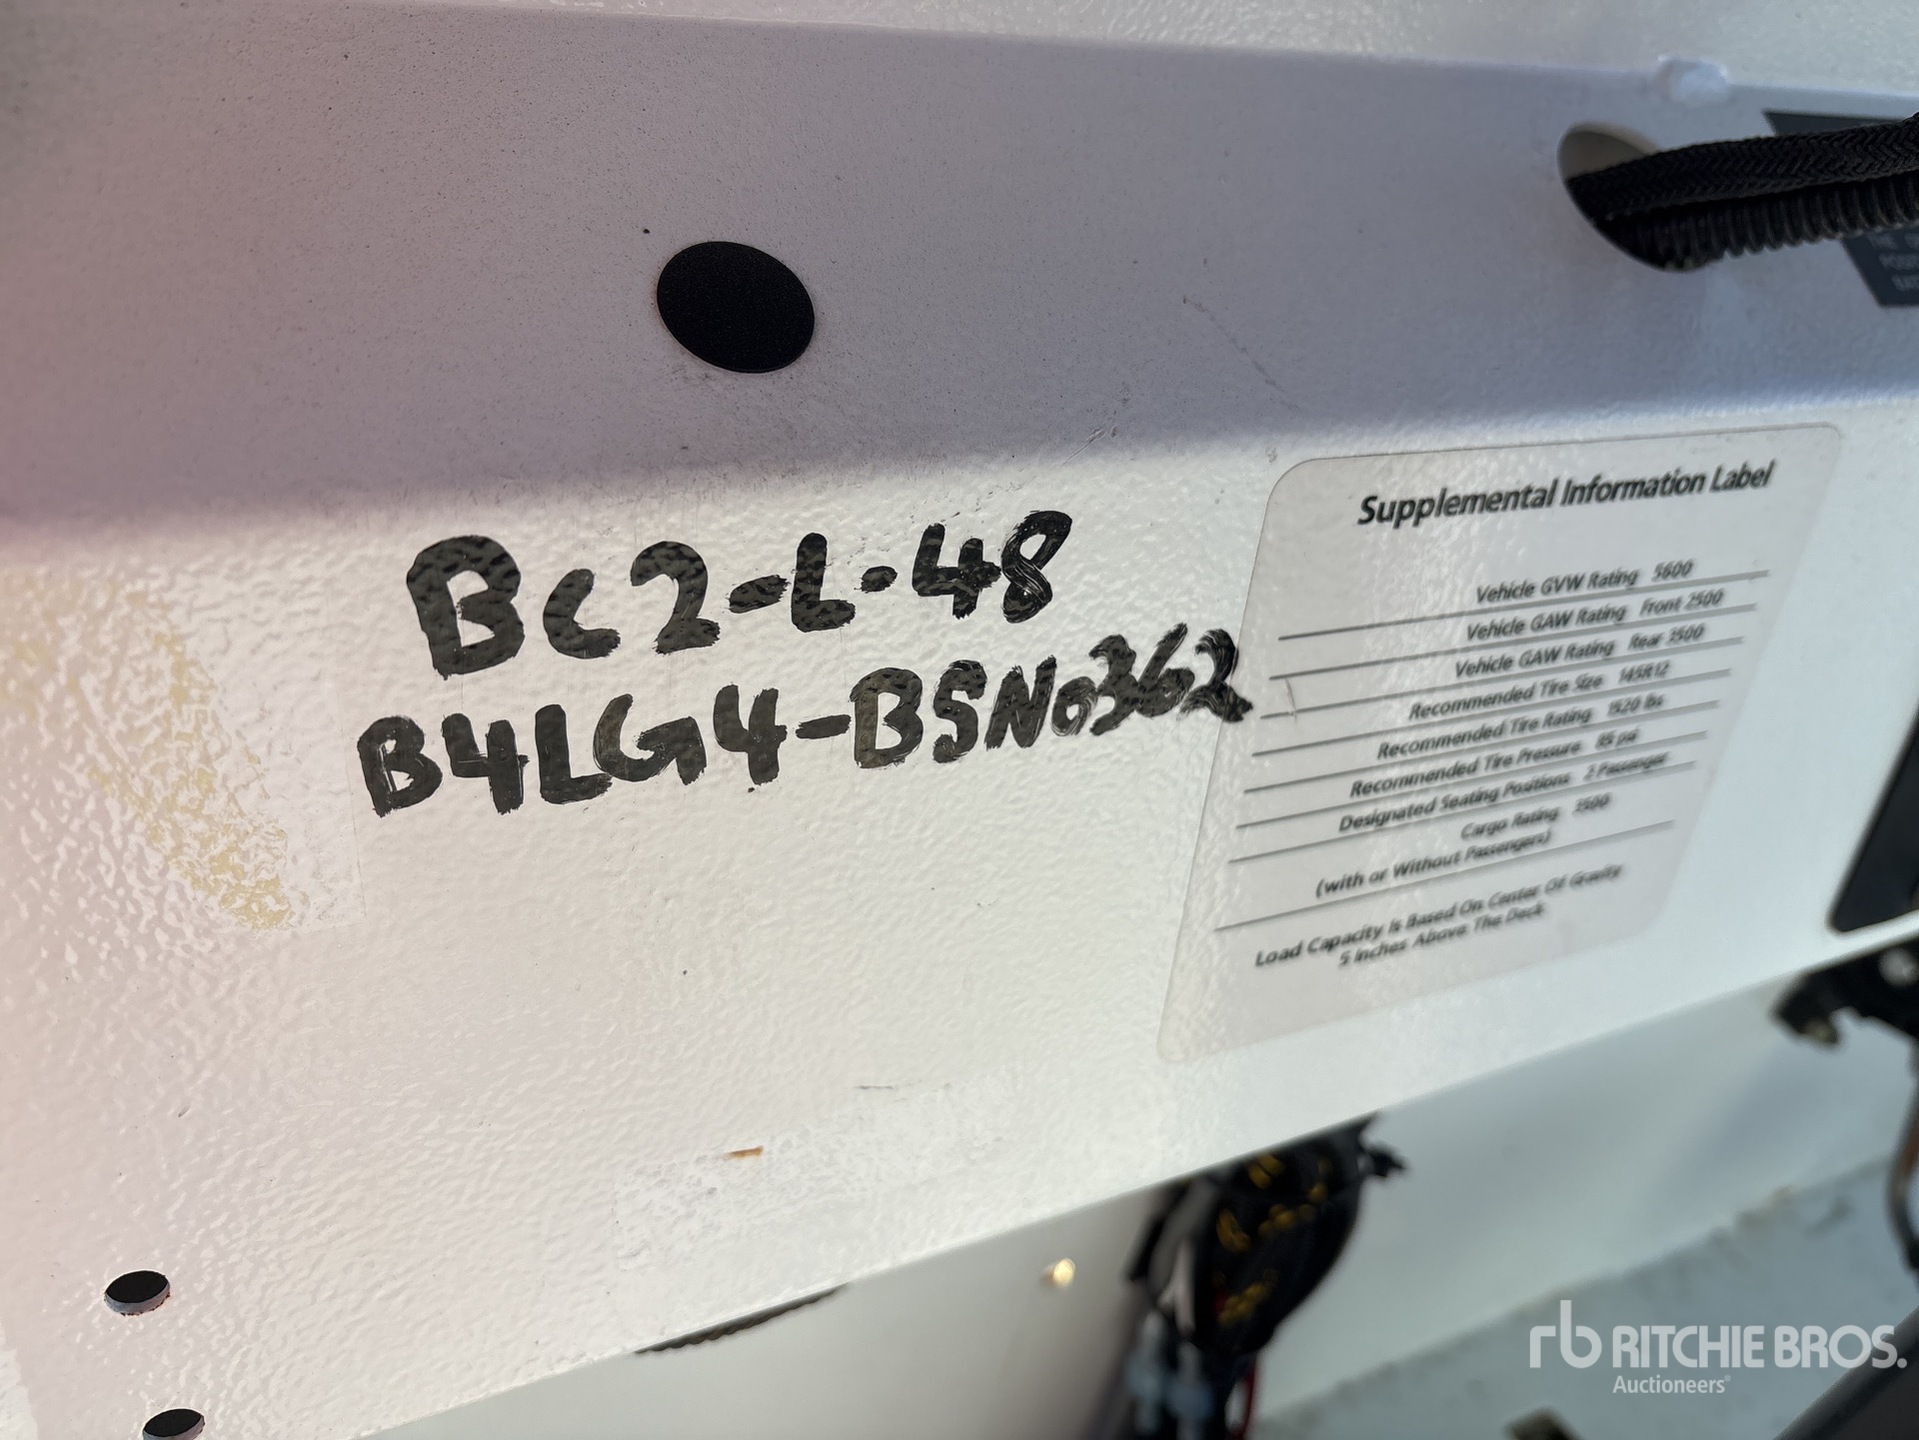 Bc2-L-48
B4LG4-BSN0362
Supplemental Information Label
Vehicle GVW Rating 5600
Vehicle GAW Rating Front 2500
Vehicle GAW Rating Rear 3500
Recommended Tire Size 145R12
Recommended Tire Rating 1520 lbs
Recommended Tire Pressure 65 psi
Designated Seating Positions 2 Passenger
Cargo Rating 3500
(with or Without Passengers)
Load Capacity Is Based On Center Of Gravity
5 Inches Above The Deck
rb RITCHIE BROS.
Auctioneers